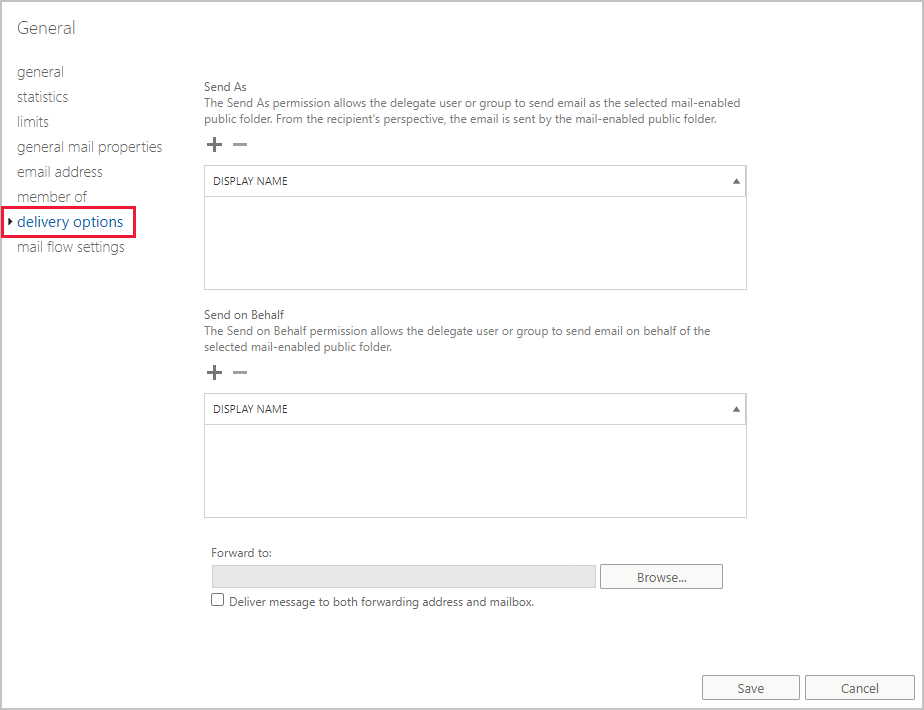 General
general
statistics
limits
general mail properties
email address
member of
delivery options
mail flow settings
Send As
The Send As permission allows the delegate user or group to send email as the selected mail-enabled
public folder. From the recipient's perspective, the email is sent by the mail-enabled public folder.
DISPLAY NAME
Send on Behalf
The Send on Behalf permission allows the delegate user or group to send email on behalf of the
selected mail-enabled public folder.
DISPLAY NAME
Forward to:
Browse...
Deliver message to both forwarding address and mailbox.
Save
Cancel